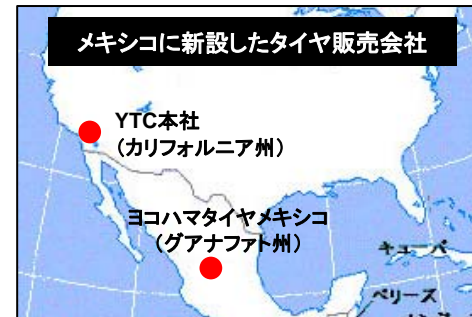 メキシコに新設したタイヤ販売会社
YTC本社
（カリフォルニア州）
ヨコハマタイヤメキシコ
（グアナファト州）
キューバ
ベリーズ